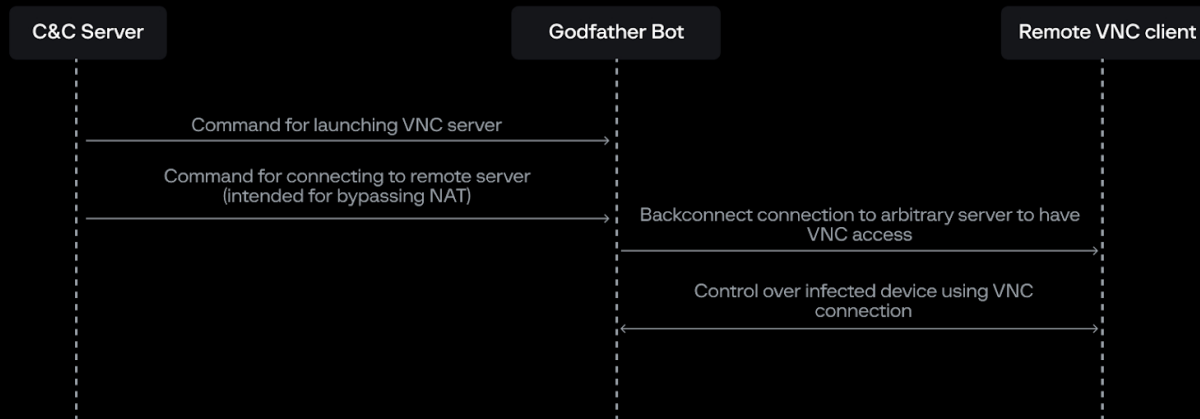 C&C Server
Godfather Bot
Remote VNC client
Command for launching VNC server
Command for connecting to remote server
(intended for bypassing NAT)
Backconnect connection to arbitrary server to have
VNC access
Control over infected device using VNC
connection